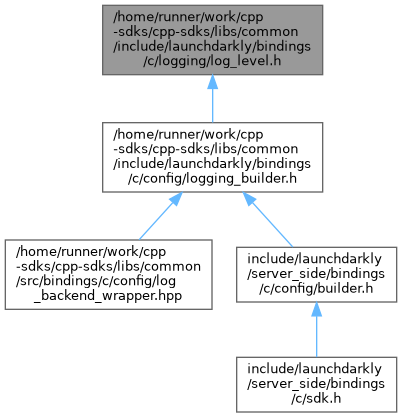 /home/runner/work/cpp
-sdks/cpp-sdks/libs/common
/include/launchdarkly/bindings
/c/logging/log_level.h
/home/runner/work/cpp
-sdks/cpp-sdks/libs/common
/include/launchdarkly/bindings
/c/config/logging_builder.h
/home/runner/work/cpp
-sdks/cpp-sdks/libs/common
/src/bindings/c/config/log
_backend_wrapper.hpp
include/launchdarkly
/server_side/bindings
/c/config/builder.h
include/launchdarkly
/server_side/bindings
/c/sdk.h